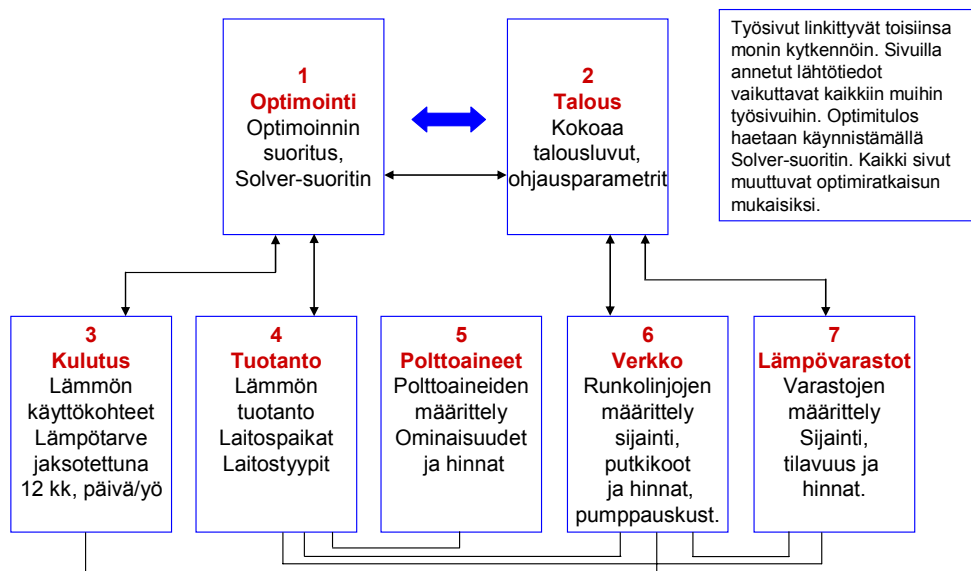 1
Optimointi
Optimoinnin
suoritus,
Solver-suoritin
2
Talous
Kokoaa
talousluvut,
ohjausparametrit
Työsivut linkittyvät toisiinsa
monin kytkennöin. Sivuilla
annetut lähtötiedot
vaikuttavat kaikkiin muihin
työsivuihin. Optimitulos
haetaan käynnistämällä
Solver-suoritin. Kaikki sivut
muuttuvat optimiratkaisun
mukaisiksi.
3
Kulutus
Lämmön
käyttökohteet
Lämpötarve
jaksotettuna
12 kk, päivä/yö
4
Tuotanto
Lämmön
tuotanto
Laitospaikat
Laitostyypit
5
Polttoaineet
Polttoaineiden
määrittely
Ominaisuudet
ja hinnat
6
Verkko
Runkolinjojen
määrittely
sijainti,
putkikoot
ja hinnat,
pumppauskust.
7
Lämpövarastot
Varastojen
määrittely
Sijainti,
tilavuus ja
hinnat.